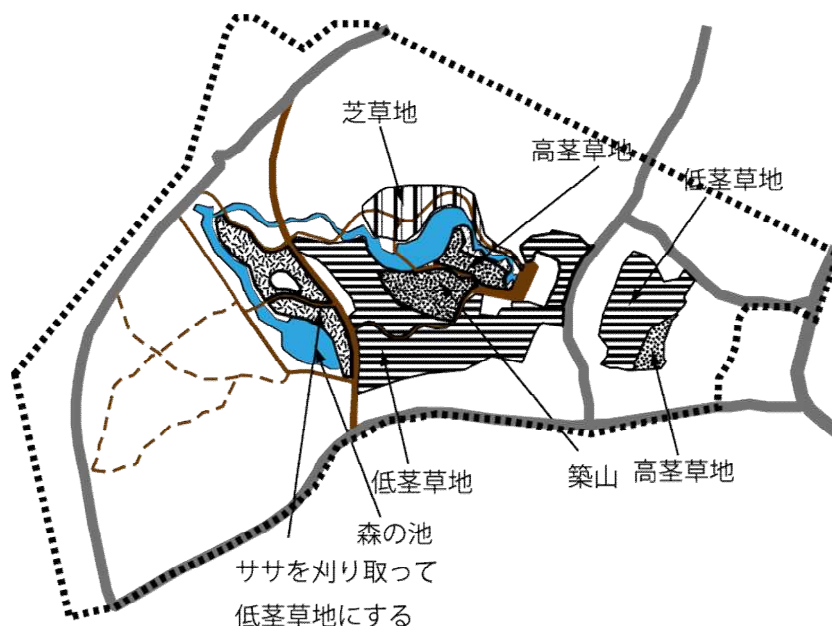 芝草地
高茎草地
低茎草地
低茎草地
築山
高茎草地
森の池
ササを刈り取って
低茎草地にする